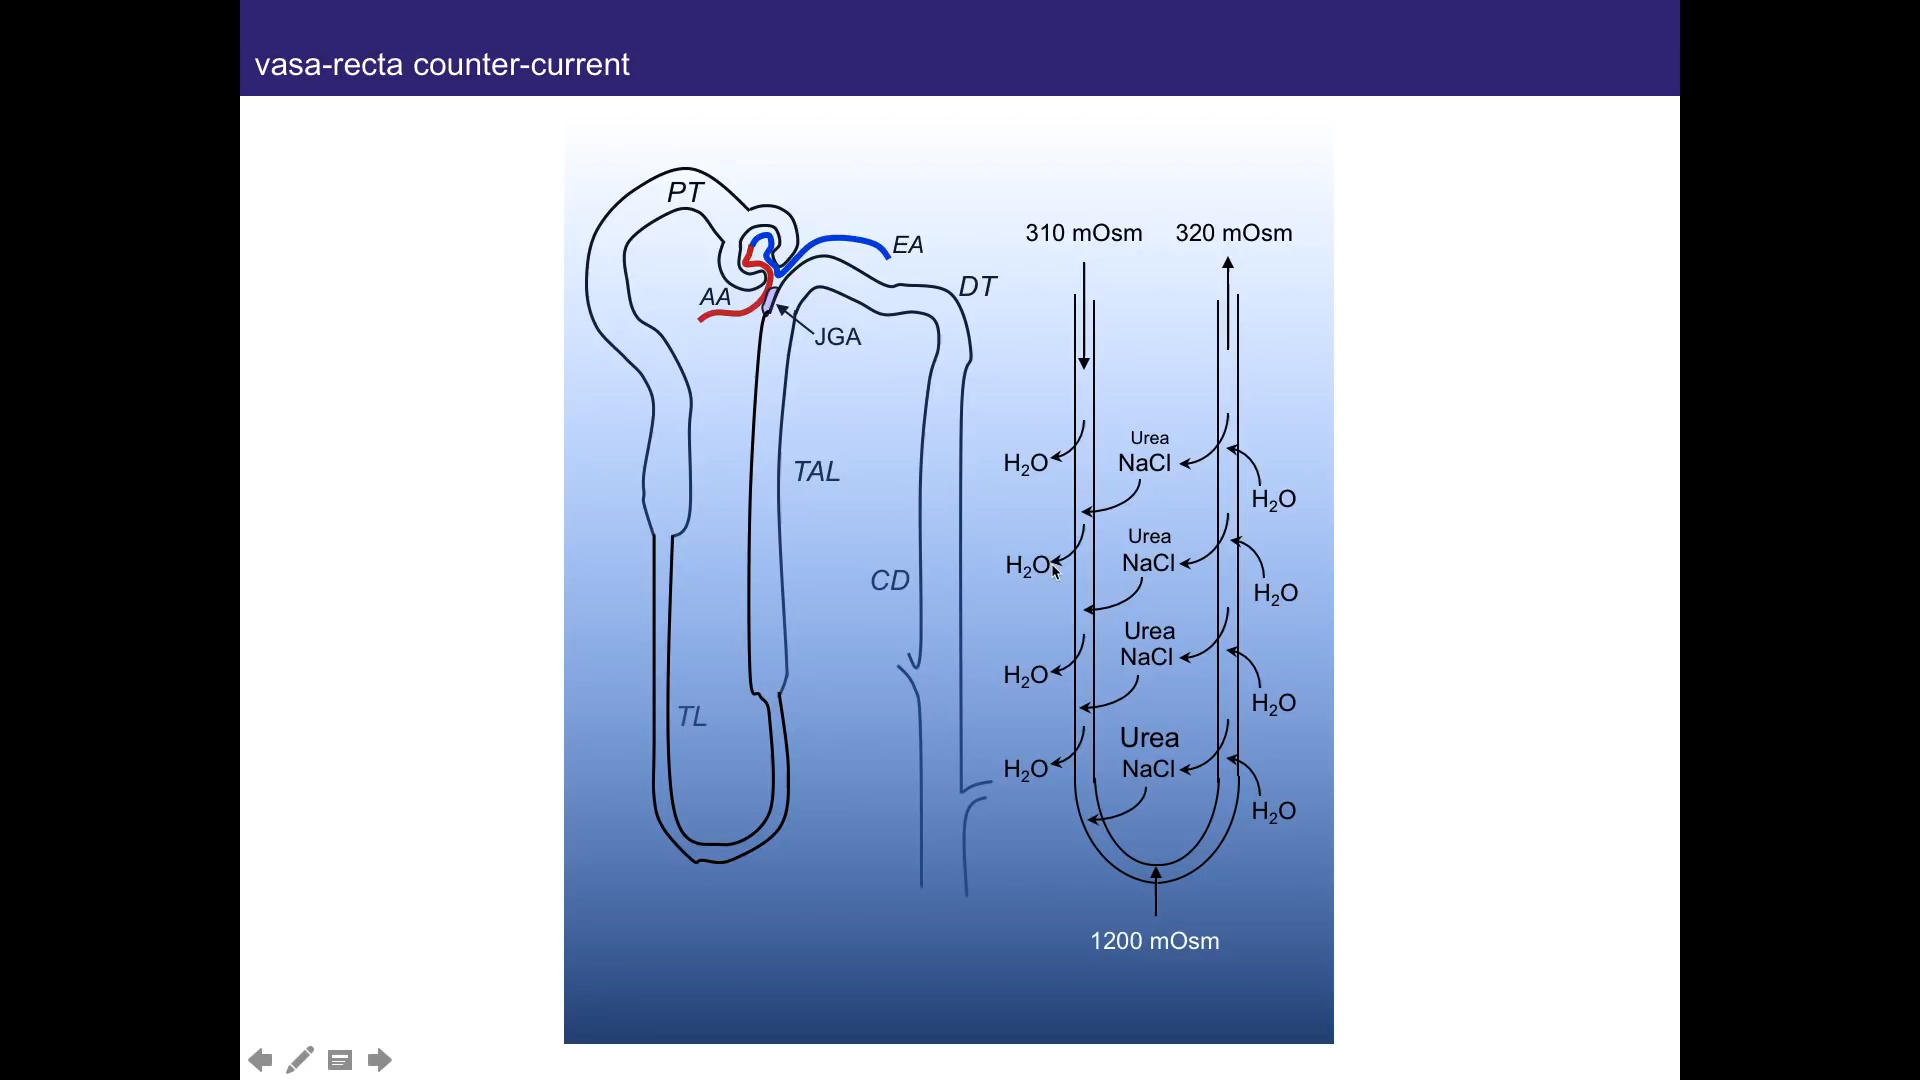 vasa-recta counter-current
PT
EA
AA
DT
JGA
TAL
CD
TL
310 mOsm
320 mOsm
Urea
H₂O
NaCl
H₂O
Urea
H₂O
NaCl
H₂O
Urea
NaCl
H₂O
H₂O
Urea
H₂O
NaCl
H₂O
1200 mOsm